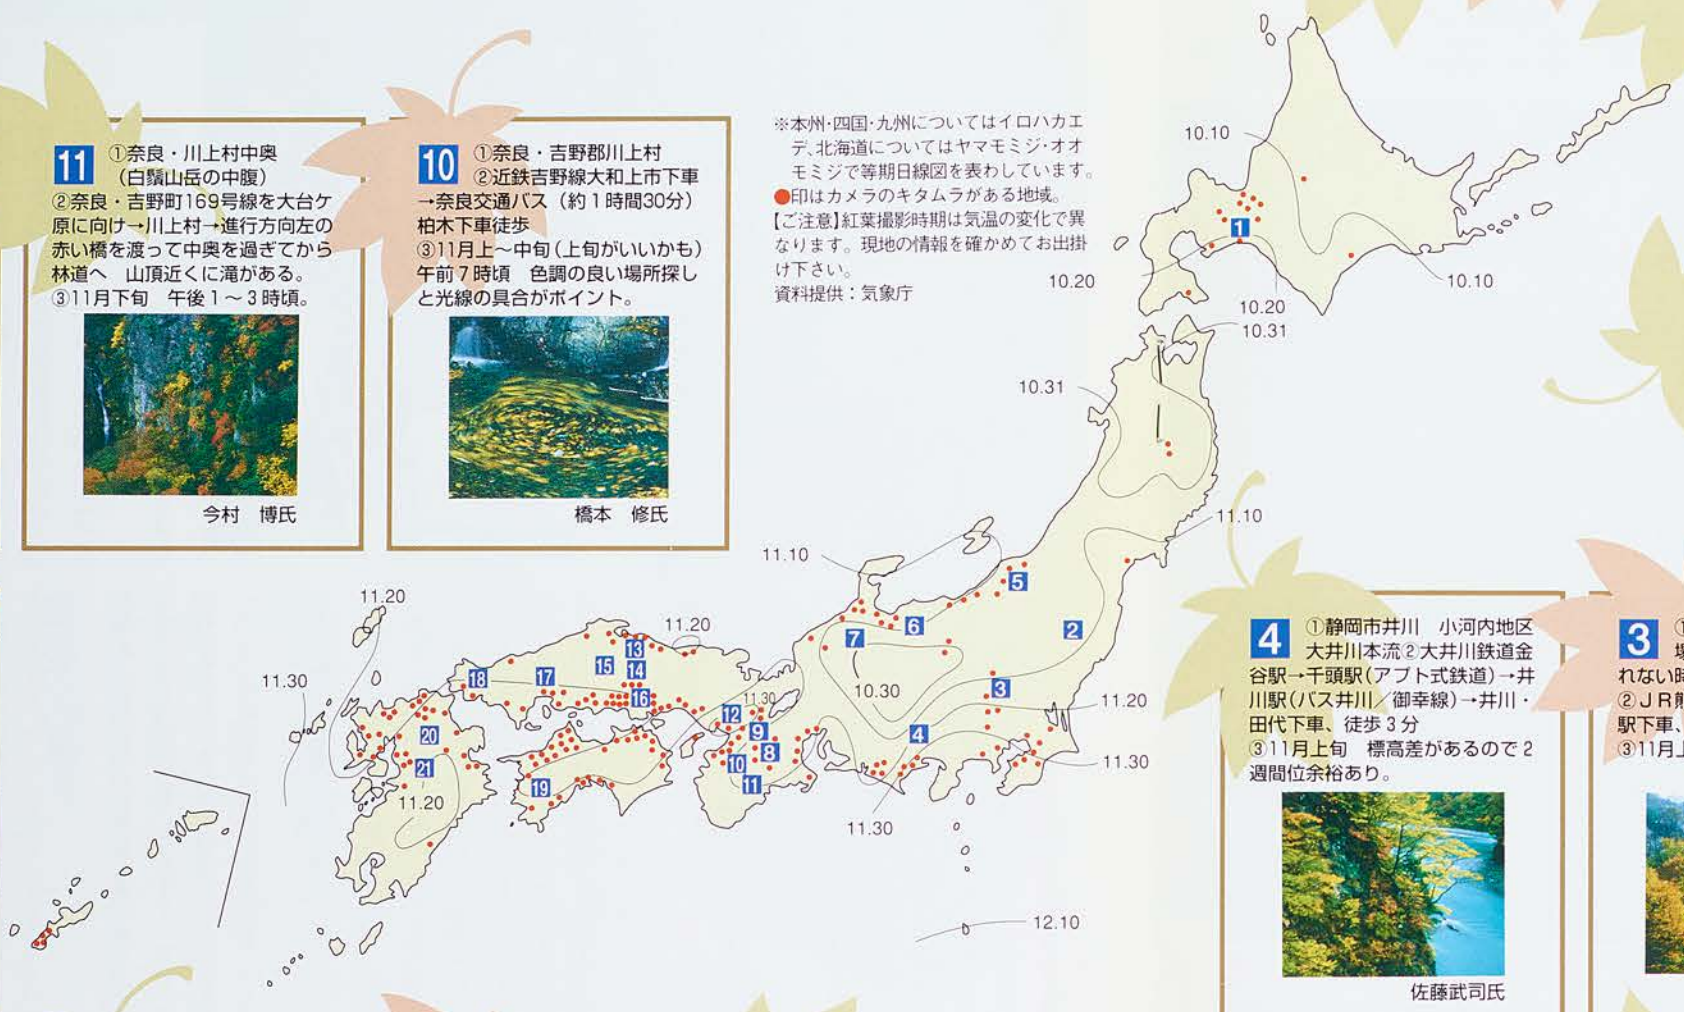 11 ①奈良・川上村中奥
（白鬚山岳の中腹）
②奈良・吉野町169号線を大台ケ
原に向け→川上村→進行方向左の
赤い橋を渡って中奥を過ぎてから
林道へ　山頂近くに滝がある。
③11月下旬　午後1～3時頃。
今村　博氏
10 ①奈良・吉野郡川上村
②近鉄吉野線大和上市下車
→奈良交通バス（約1時間30分）
柏木下車徒歩
③11月上～中旬(上旬がいいかも)
午前7時頃　色調の良い場所探し
と光線の具合がポイント。
橋本　修氏
※本州・四国・九州についてはイロハカエ
デ、北海道についてはヤマモミジ・オオ
モミジで等期日線図を表わしています。
●印はカメラのキタムラがある地域。
【ご注意】紅葉撮影時期は気温の変化で異
なります。現地の情報を確かめてお出掛
け下さい。
資料提供：気象庁
10.10
1
10.20
10.10
10.20
10.31
10.31
11.10
11.10
5
11.20
11.20
6
2
7
13
15
14
11.30
18
17
10.30
3
16
11.30
11.20
12
9
4
20
8
10
11.30
21
11
19
11.20
11.30
12.10
4 ①静岡市井川　小河内地区
大井川本流②大井川鉄道金
谷駅→千頭駅(アプト式鉄道)→井
川駅(バス井川／御幸線)→井川・
田代下車、徒歩3分
③11月上旬　標高差があるので2
週間位余裕あり。
佐藤武司氏
3 ①
れない時
②ＪＲ
駅下車、
③11月上